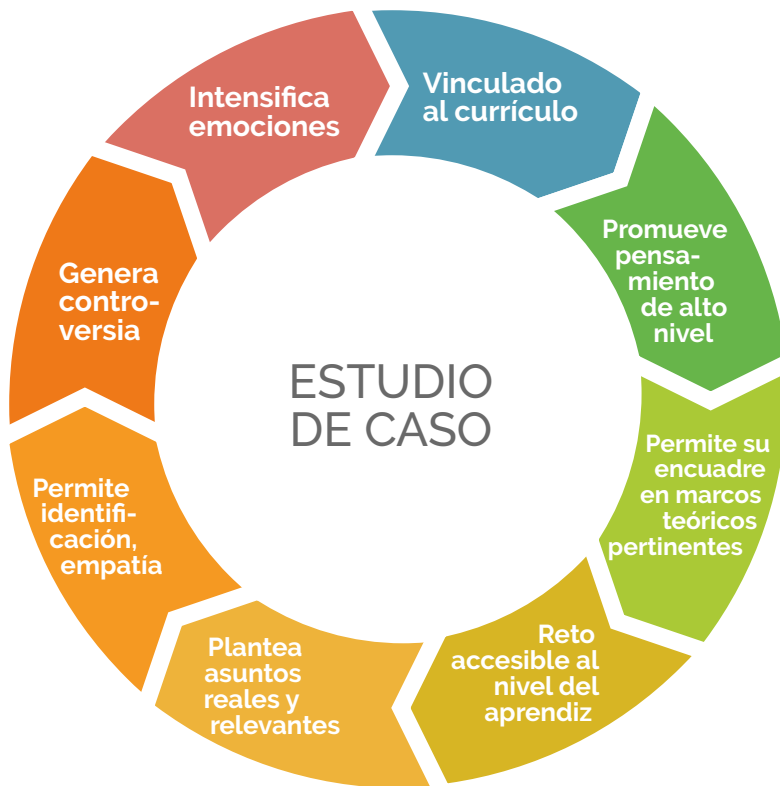 ESTUDIO
DE CASO
Vinculado
al currículo
Promueve
pensa-
miento
de alto
nivel
Permite su
encuadre
en marcos
teóricos
pertinentes
Reto
accesible al
nivel del
aprendiz
Plantea
asuntos
reales y
relevantes
Permite
identifi-
cación,
empatía
Genera
contro-
versia
Intensifica
emociones